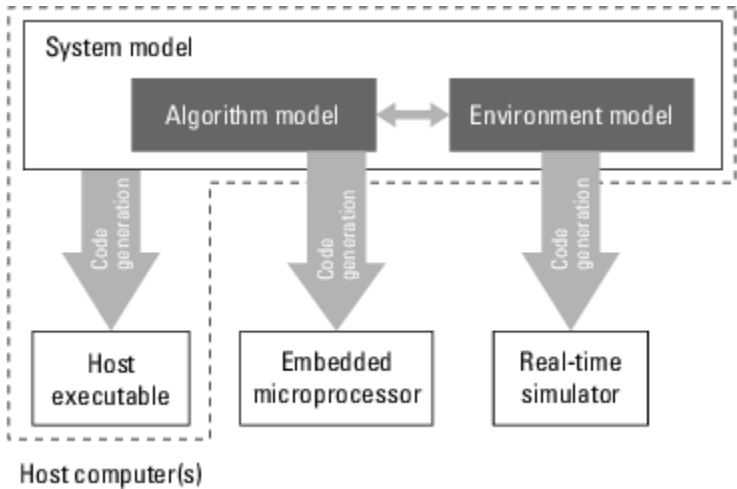 System model
Algorithm model
Environment model
Code
generation
Code
generation
Code
generation
Host
executable
Embedded
microprocessor
Real-time
simulator
Host computer(s)